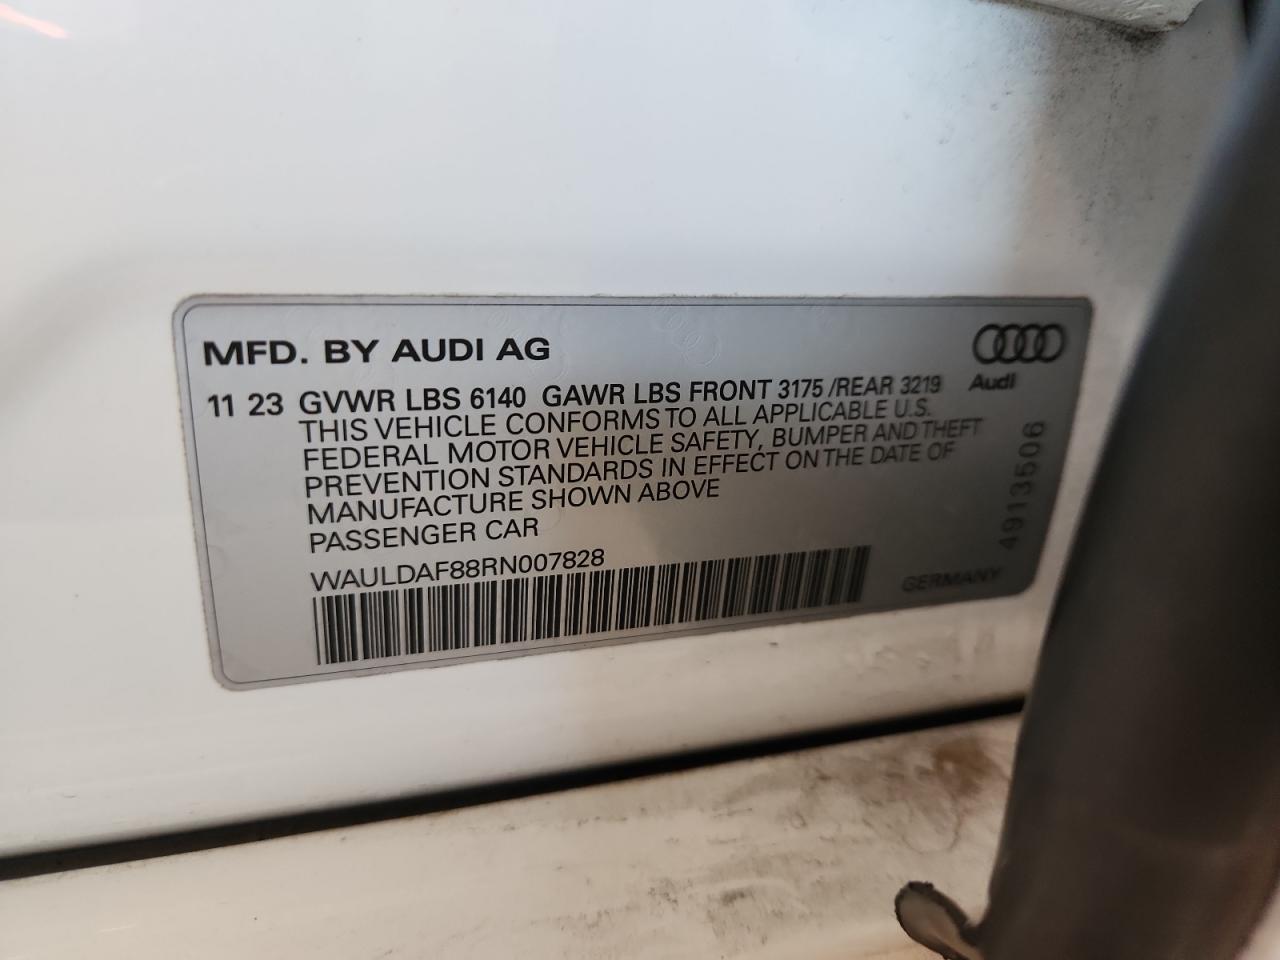 MFD. BY AUDI AG
Audi
11 23 GVWR LBS 6140 GAWR LBS FRONT 3175 /REAR 3219
THIS VEHICLE CONFORMS TO ALL APPLICABLE U.S.
FEDERAL MOTOR VEHICLE SAFETY, BUMPER AND THEFT
PREVENTION STANDARDS IN EFFECT ON THE DATE OF
MANUFACTURE SHOWN ABOVE
PASSENGER CAR
WAULDAF88RN007828
GERMANY
4913506